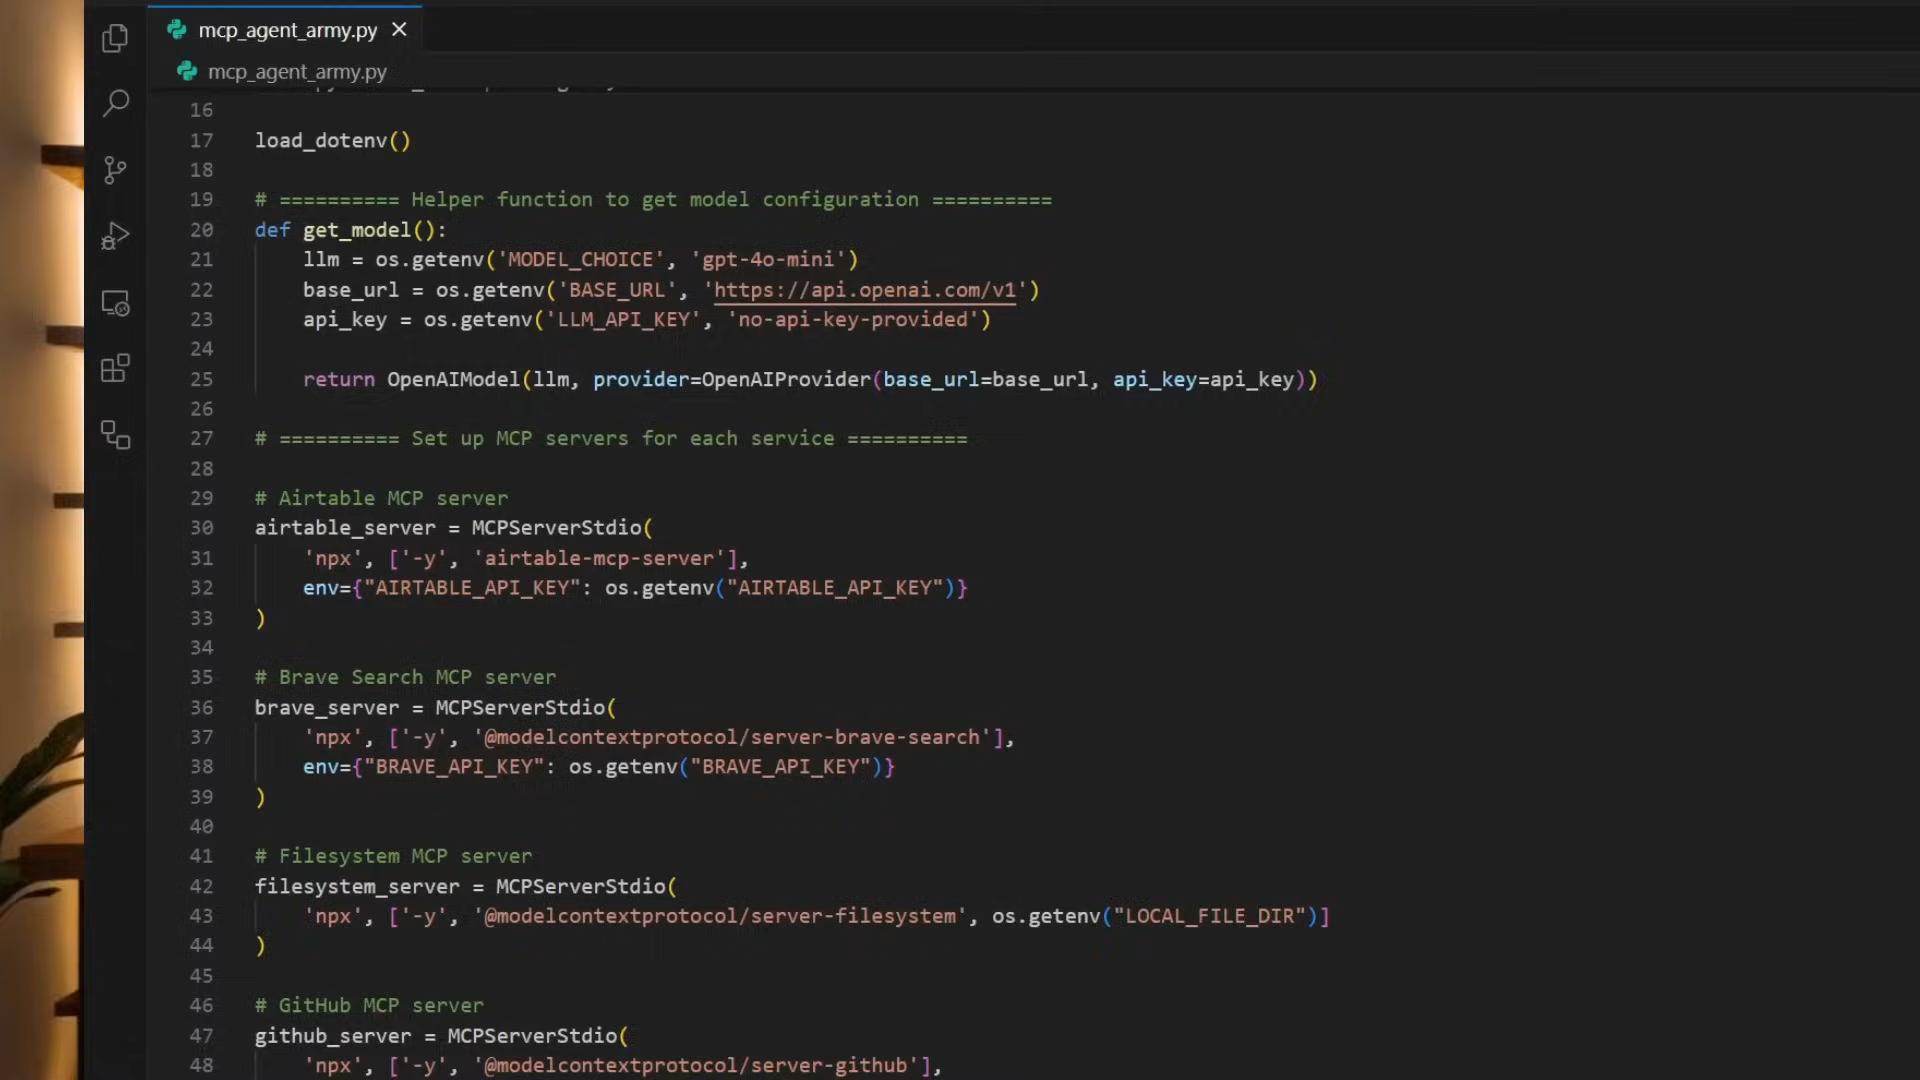 mcp_agent_army.py
mcp_agent_army.py
16
17 load_dotenv()
18
19 # ========== Helper function to get model configuration ==========
20 def get_model():
21     llm = os.getenv('MODEL_CHOICE', 'gpt-4o-mini')
22     base_url = os.getenv('BASE_URL', 'https://api.openai.com/v1')
23     api_key = os.getenv('LLM_API_KEY', 'no-api-key-provided')
24
25     return OpenAIModel(llm, provider=OpenAIProvider(base_url=base_url, api_key=api_key))
26
27 # ========== Set up MCP servers for each service ==========
28
29 # Airtable MCP server
30 airtable_server = MCPServerStdio(
31     'npx', ['-y', 'airtable-mcp-server'],
32     env={"AIRTABLE_API_KEY": os.getenv("AIRTABLE_API_KEY")}
33 )
34
35 # Brave Search MCP server
36 brave_server = MCPServerStdio(
37     'npx', ['-y', '@modelcontextprotocol/server-brave-search'],
38     env={"BRAVE_API_KEY": os.getenv("BRAVE_API_KEY")}
39 )
40
41 # Filesystem MCP server
42 filesystem_server = MCPServerStdio(
43     'npx', ['-y', '@modelcontextprotocol/server-filesystem', os.getenv("LOCAL_FILE_DIR")]
44 )
45
46 # GitHub MCP server
47 github_server = MCPServerStdio(
48     'npx', ['-y', '@modelcontextprotocol/server-github'],